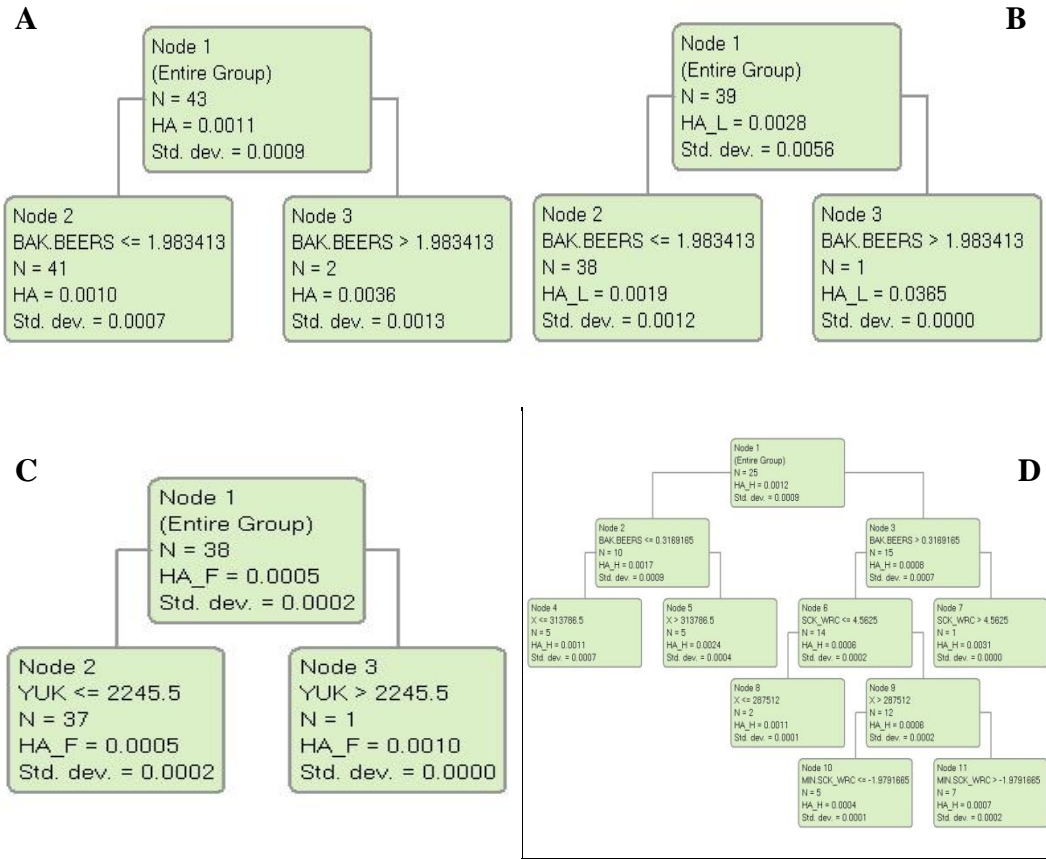 A
Node 1
(Entire Group)
N = 43
HA = 0.0011
Std. dev. = 0.0009
Node 2
BAK.BEERS <= 1.983413
N = 41
HA = 0.0010
Std. dev. = 0.0007
Node 3
BAK.BEERS > 1.983413
N = 2
HA = 0.0036
Std. dev. = 0.0013
B
Node 1
(Entire Group)
N = 39
HA_L = 0.0028
Std. dev. = 0.0056
Node 2
BAK.BEERS <= 1.983413
N = 38
HA_L = 0.0019
Std. dev. = 0.0012
Node 3
BAK.BEERS > 1.983413
N = 1
HA_L = 0.0365
Std. dev. = 0.0000
C
Node 1
(Entire Group)
N = 38
HA_F = 0.0005
Std. dev. = 0.0002
Node 2
YUK <= 2245.5
N = 37
HA_F = 0.0005
Std. dev. = 0.0002
Node 3
YUK > 2245.5
N = 1
HA_F = 0.0010
Std. dev. = 0.0000
D
Node 1
(Entire Group)
N = 25
HA_H = 0.0012
Std. dev. = 0.0009
Node 2
BAK.BEERS <= 0.3169165
N = 10
HA_H = 0.0017
Std. dev. = 0.0009
Node 3
BAK.BEERS > 0.3169165
N = 15
HA_H = 0.0008
Std. dev. = 0.0007
Node 4
X <= 313786.5
N = 5
HA_H = 0.0011
Std. dev. = 0.0007
Node 5
X > 313786.5
N = 5
HA_H = 0.0024
Std. dev. = 0.0004
Node 6
SCK_WRC <= 4.5625
N = 14
HA_H = 0.0006
Std. dev. = 0.0002
Node 7
SCK_WRC > 4.5625
N = 1
HA_H = 0.0031
Std. dev. = 0.0000
Node 8
X <= 287512
N = 2
HA_H = 0.0011
Std. dev. = 0.0001
Node 9
X > 287512
N = 12
HA_H = 0.0006
Std. dev. = 0.0002
Node 10
MIN.SCK_WRC <= -1.9791665
N = 5
HA_H = 0.0004
Std. dev. = 0.0001
Node 11
MIN.SCK_WRC > -1.9791665
N = 7
HA_H = 0.0007
Std. dev. = 0.0002